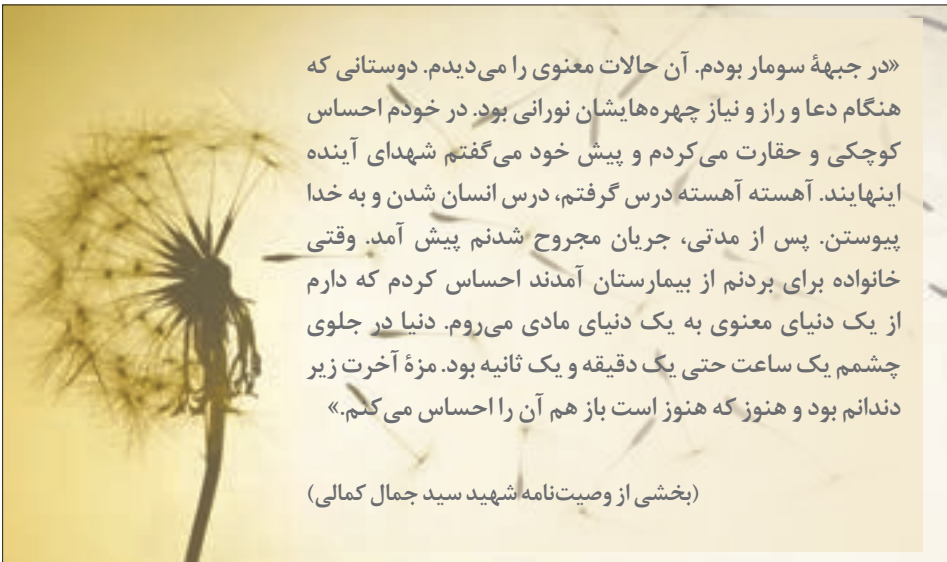 «در جبههٔ سومار بودم. آن حالات معنوی را می‌دیدم. دوستانی که
هنگام دعا و راز و نیاز چهره‌هایشان نورانی بود. در خودم احساس
کوچکی و حقارت می‌کردم و پیش خود می‌گفتم شهدای آینده
اینهایند. آهسته آهسته درس گرفتم، درس انسان شدن و به خدا
پیوستن. پس از مدتی، جریان مجروح شدنم پیش آمد. وقتی
خانواده برای بردنم از بیمارستان آمدند احساس کردم که دارم
از یک دنیای معنوی به یک دنیای مادی می‌روم. دنیا در جلوی
چشمم یک ساعت حتی یک دقیقه و یک ثانیه بود. مزهٔ آخرت زیر
دندانم بود و هنوز که هنوز است باز هم آن را احساس می‌کنم.»
(بخشی از وصیت‌نامه شهید سید جمال کمالی)